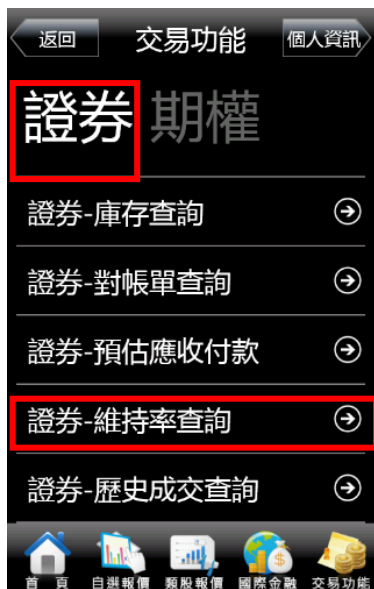 返回 交易功能 個人資訊
證券 期權
證券-庫存查詢
證券-對帳單查詢
證券-預估應收付款
證券-維持率查詢
證券-歷史成交查詢
首 頁 自選報價 類股報價 國際金融 交易功能